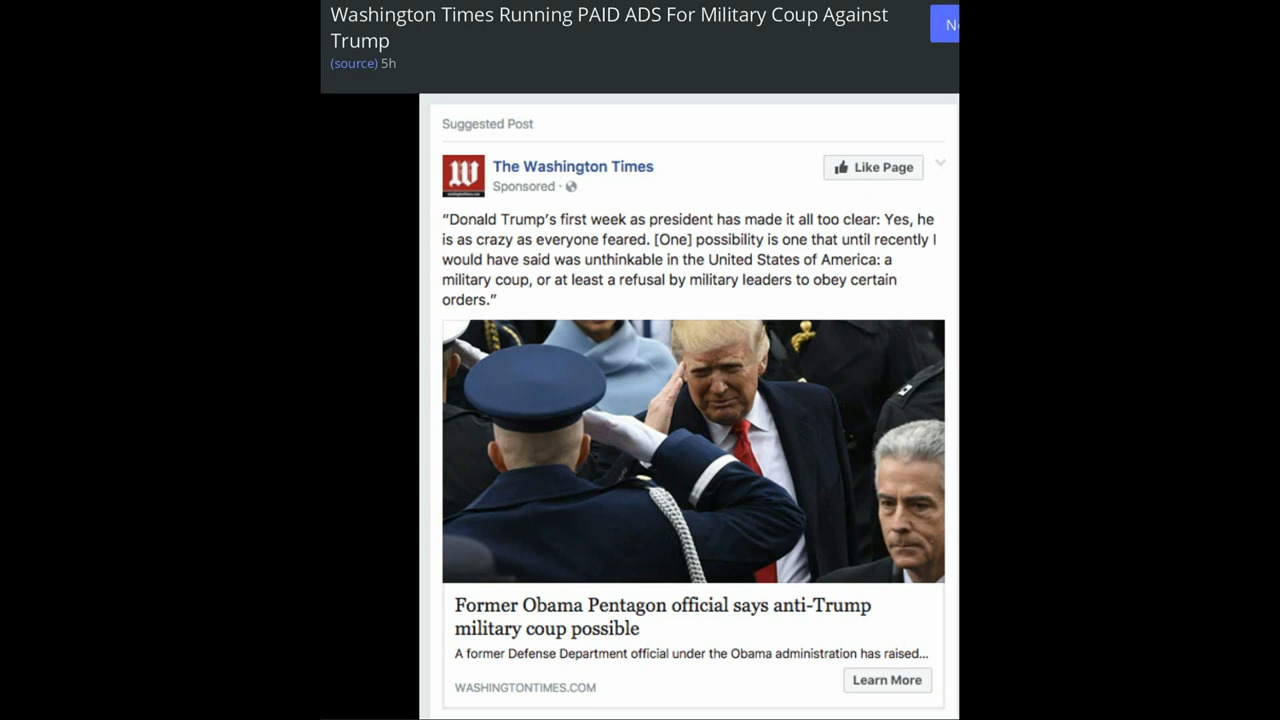 Washington Times Running PAID ADS For Military Coup Against
Trump
(source) 5h
Suggested Post
The Washington Times
Sponsored ·
Like Page
“Donald Trump’s first week as president has made it all too clear: Yes, he
is as crazy as everyone feared. [One] possibility is one that until recently I
would have said was unthinkable in the United States of America: a
military coup, or at least a refusal by military leaders to obey certain
orders.”
Former Obama Pentagon official says anti-Trump
military coup possible
A former Defense Department official under the Obama administration has raised...
Learn More
WASHINGTONTIMES.COM